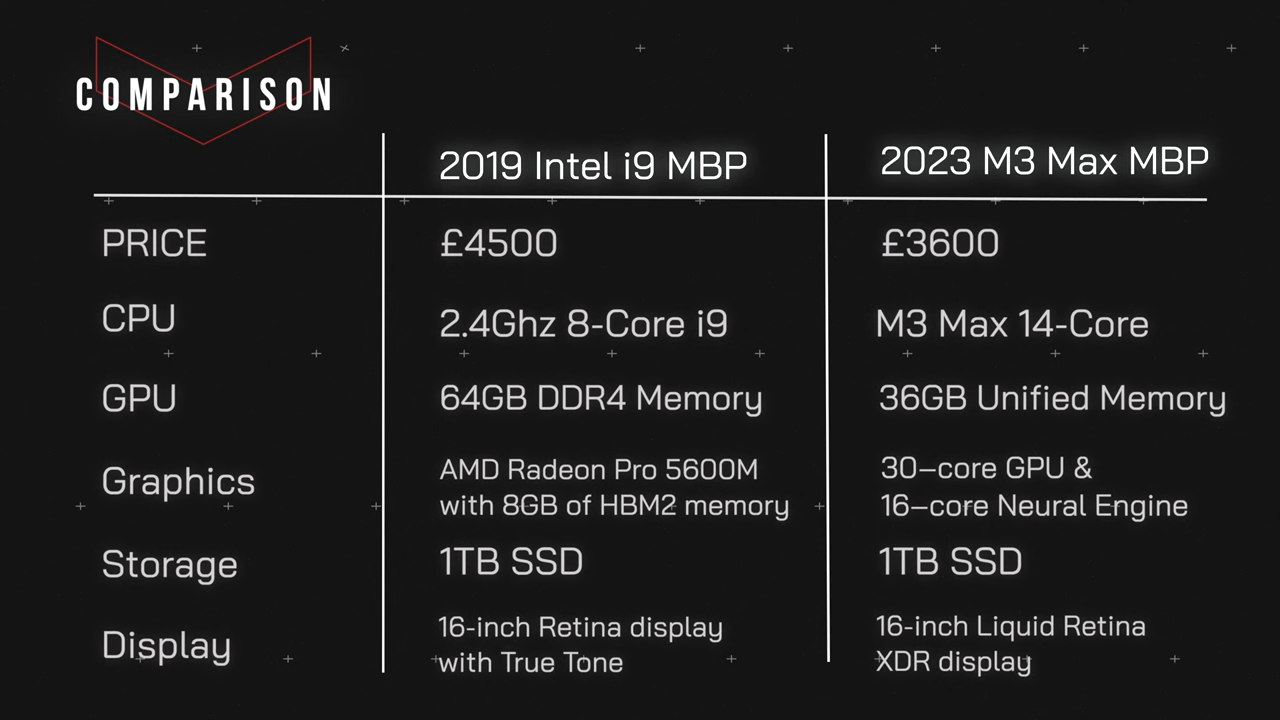 COMPARISON
2019 Intel i9 MBP
2023 M3 Max MBP
PRICE
£4500
£3600
CPU
2.4Ghz 8-Core i9
M3 Max 14-Core
GPU
64GB DDR4 Memory
36GB Unified Memory
Graphics
AMD Radeon Pro 5600M
with 8GB of HBM2 memory
30–core GPU &
16–core Neural Engine
Storage
1TB SSD
1TB SSD
Display
16-inch Retina display
with True Tone
16-inch Liquid Retina
XDR display